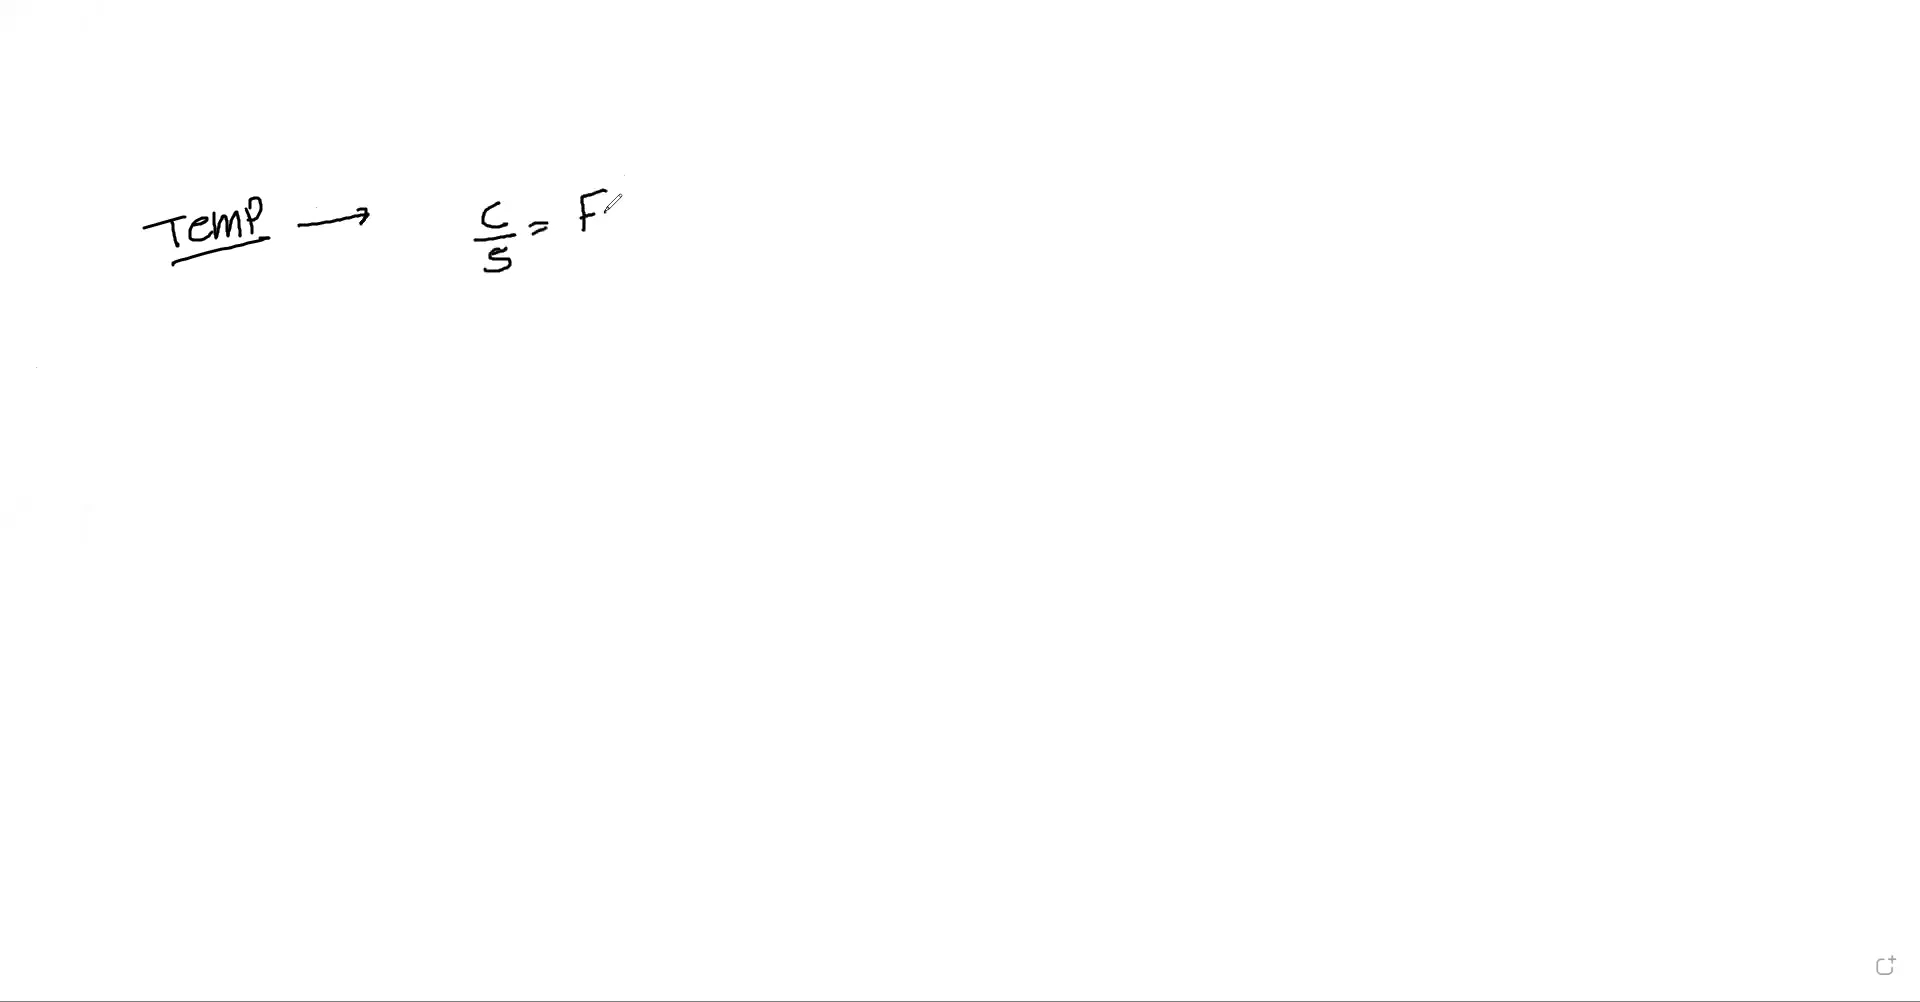 Temp → C/5 = F